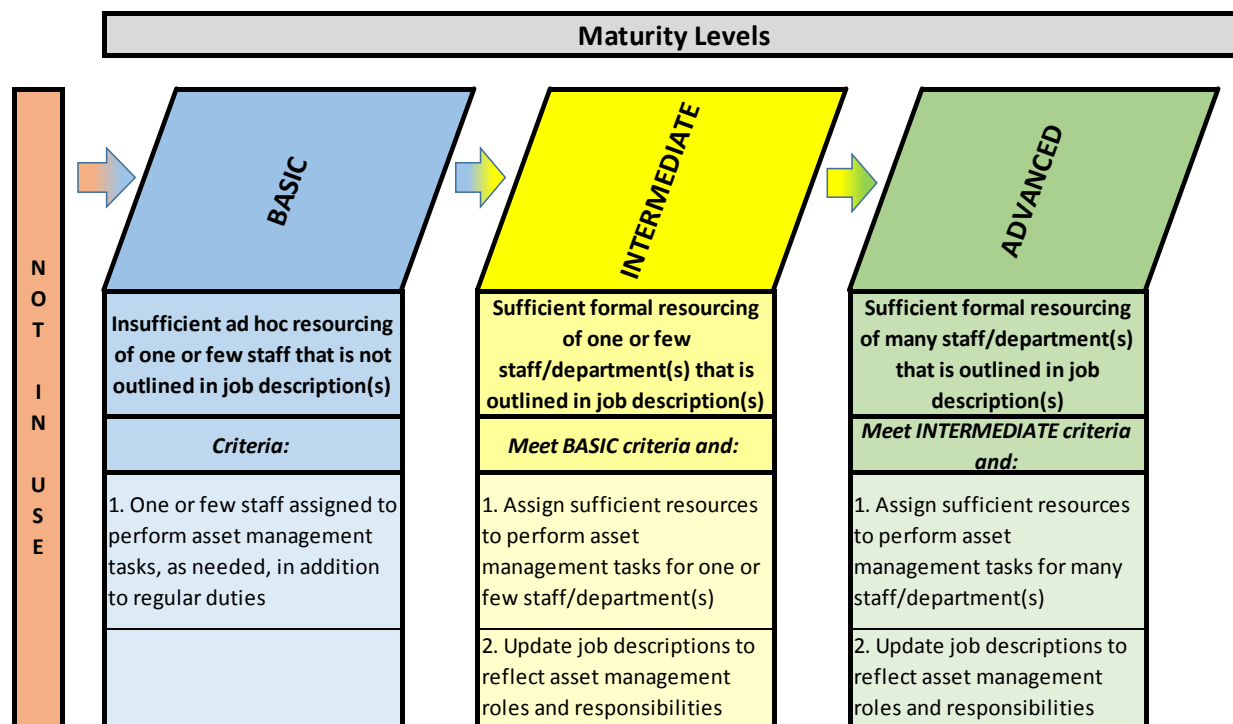 Maturity Levels
NOT IN USE
BASIC
Insufficient ad hoc resourcing
of one or few staff that is not
outlined in job description(s)
Criteria:
1. One or few staff assigned to
perform asset management
tasks, as needed, in addition
to regular duties
INTERMEDIATE
Sufficient formal resourcing
of one or few
staff/department(s) that is
outlined in job description(s)
Meet BASIC criteria and:
1. Assign sufficient resources
to perform asset
management tasks for one or
few staff/department(s)
2. Update job descriptions to
reflect asset management
roles and responsibilities
ADVANCED
Sufficient formal resourcing
of many staff/department(s)
that is outlined in job
description(s)
Meet INTERMEDIATE criteria
and:
1. Assign sufficient resources
to perform asset
management tasks for many
staff/department(s)
2. Update job descriptions to
reflect asset management
roles and responsibilities